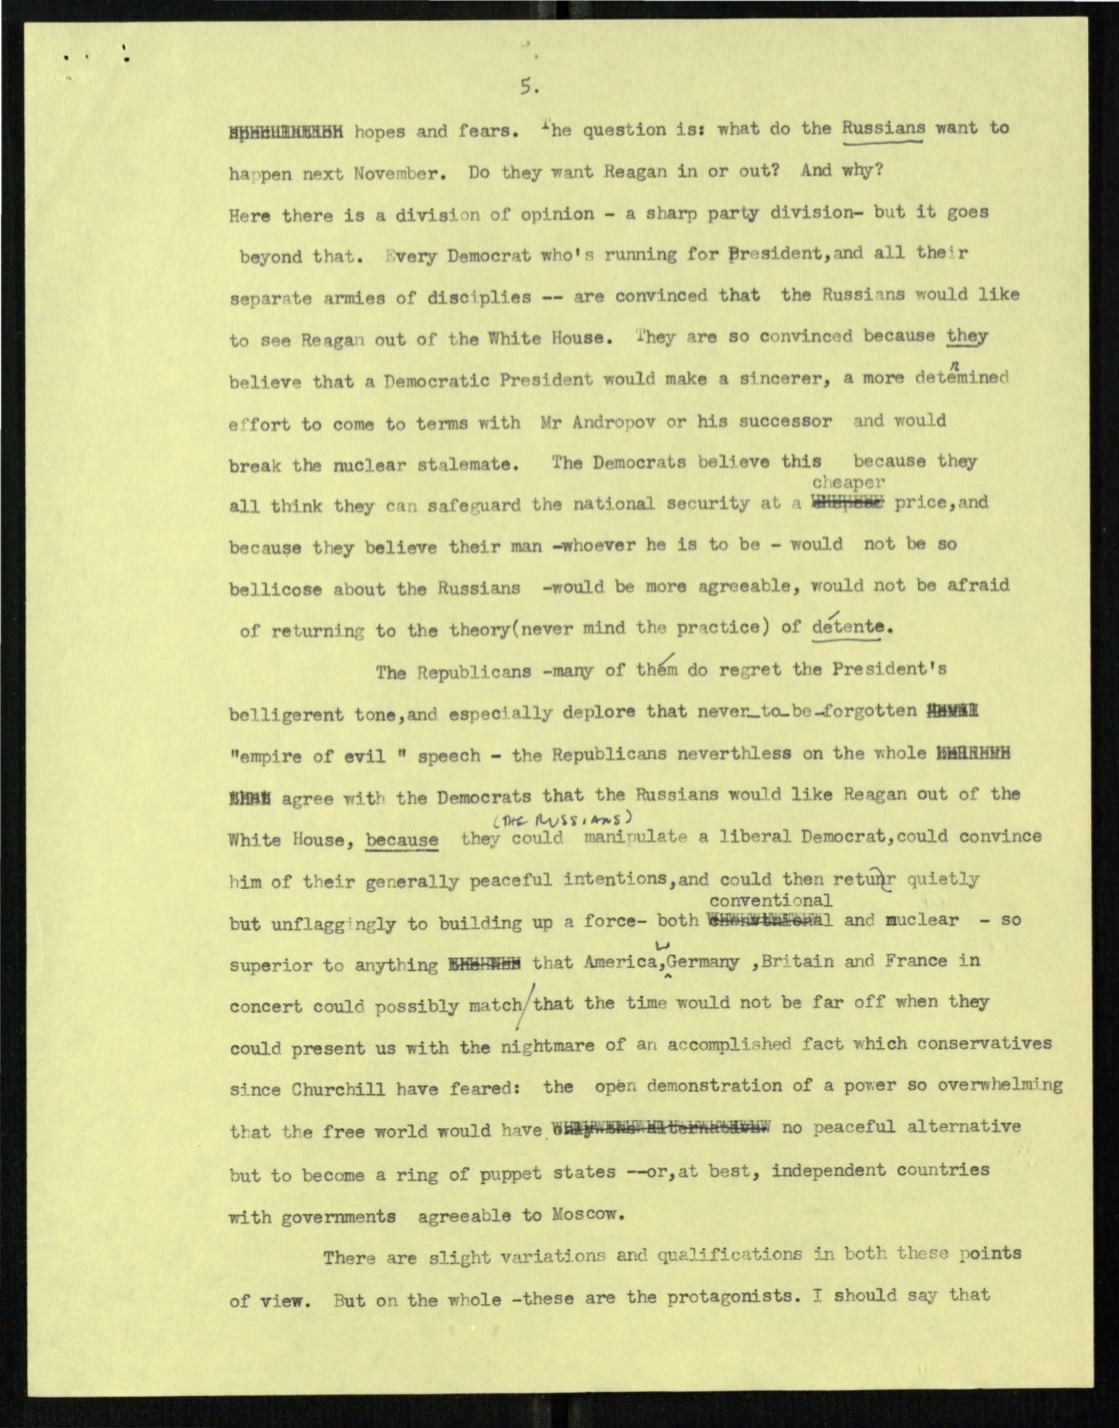 5.
hopes and fears. The question is: what do the Russians want to
happen next November. Do they want Reagan in or out? And why?
Here there is a division of opinion - a sharp party division- but it goes
beyond that. Every Democrat who's running for President,and all their
separate armies of disciplies -- are convinced that the Russians would like
to see Reagan out of the White House. They are so convinced because they
believe that a Democratic President would make a sincerer, a more detemined
n
effort to come to terms with Mr Andropov or his successor and would
break the nuclear stalemate. The Democrats believe this because they
cheaper
all think they can safeguard the national security at a price,and
because they believe their man -whoever he is to be - would not be so
bellicose about the Russians -would be more agreeable, would not be afraid
of returning to the theory(never mind the practice) of détente.
The Republicans -many of them do regret the President's
belligerent tone,and especially deplore that never-to-be-forgotten
"empire of evil " speech - the Republicans neverthless on the whole
agree with the Democrats that the Russians would like Reagan out of the
(THE RUSSIANS)
White House, because they could manipulate a liberal Democrat,could convince
him of their generally peaceful intentions,and could then retunr quietly
conventional
but unflaggingly to building up a force- both and nuclear - so
superior to anything that America, W Germany ,Britain and France in
concert could possibly match/that the time would not be far off when they
could present us with the nightmare of an accomplished fact which conservatives
since Churchill have feared: the open demonstration of a power so overwhelming
that the free world would have no peaceful alternative
but to become a ring of puppet states --or,at best, independent countries
with governments agreeable to Moscow.
There are slight variations and qualifications in both these points
of view. But on the whole -these are the protagonists. I should say that